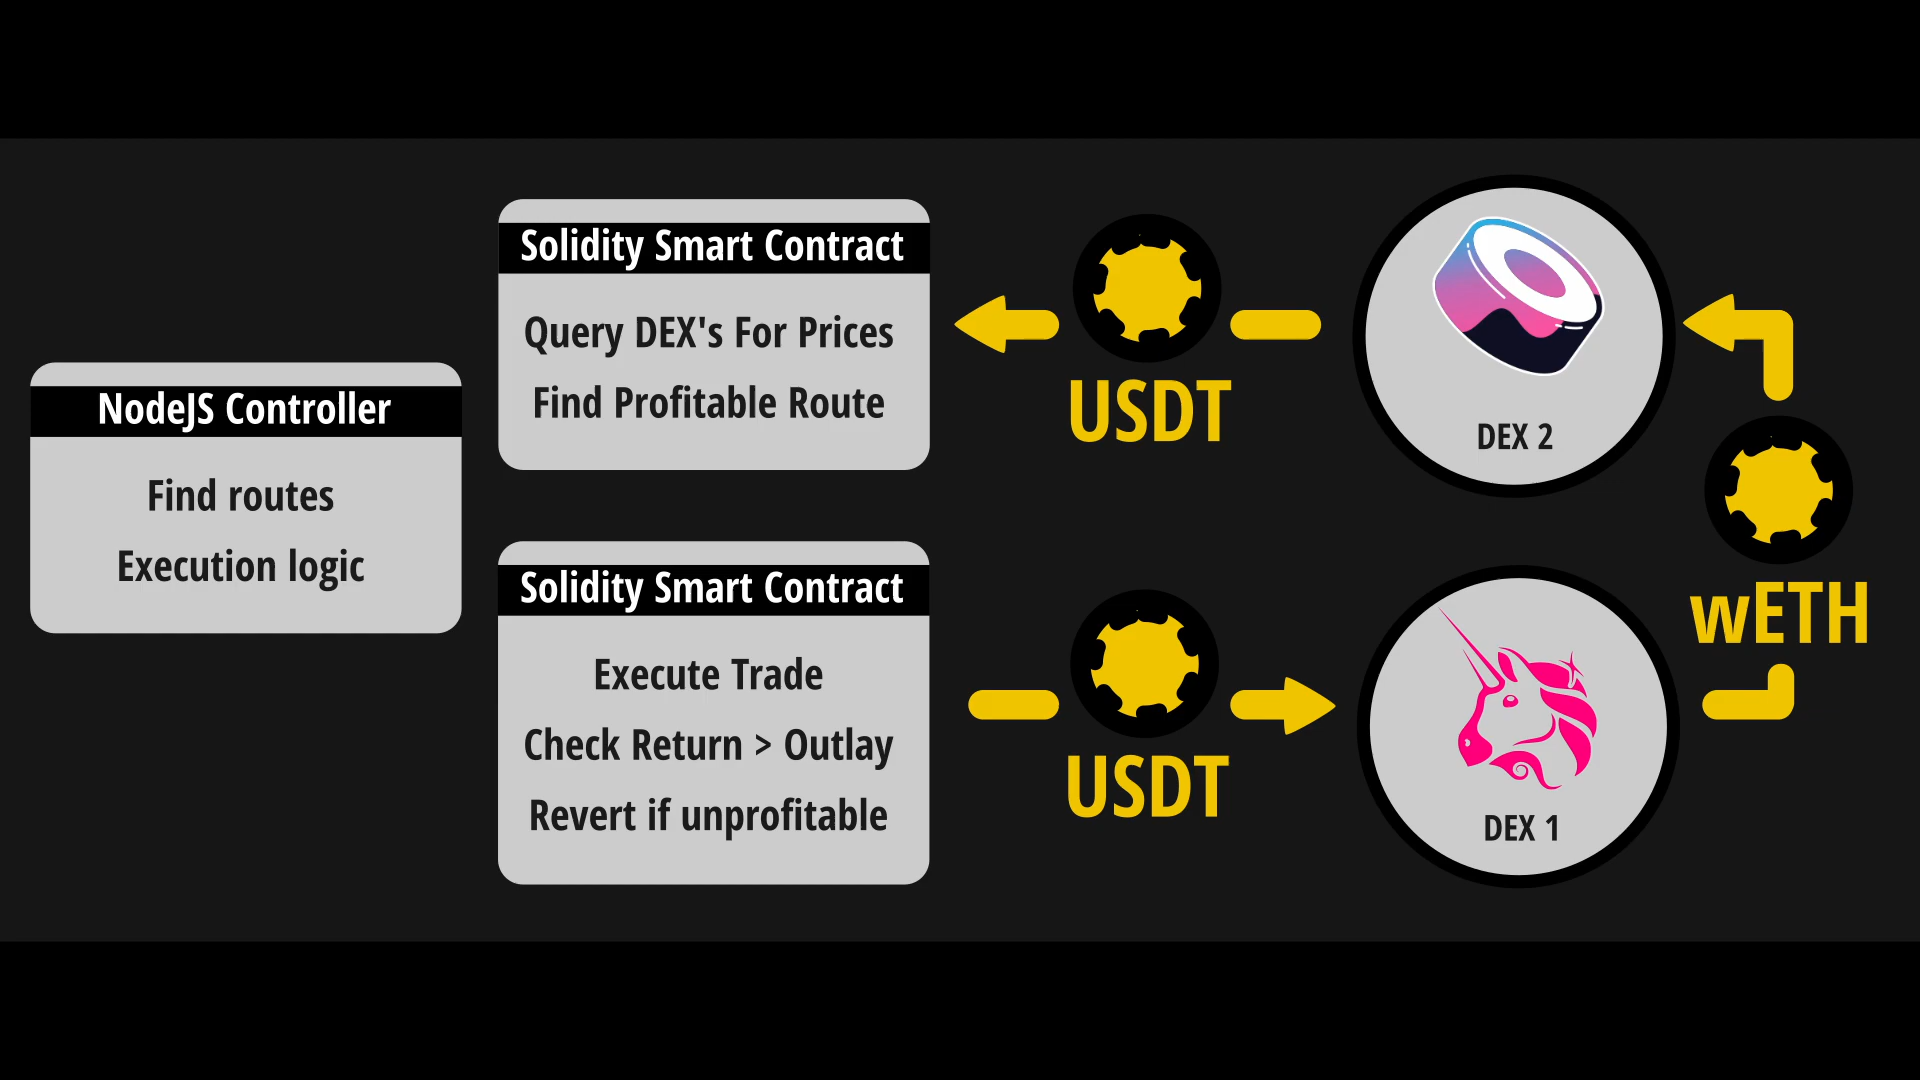 NodeJS Controller
Find routes
Execution logic
Solidity Smart Contract
Query DEX's For Prices
Find Profitable Route
Solidity Smart Contract
Execute Trade
Check Return > Outlay
Revert if unprofitable
USDT
USDT
DEX 2
DEX 1
wETH